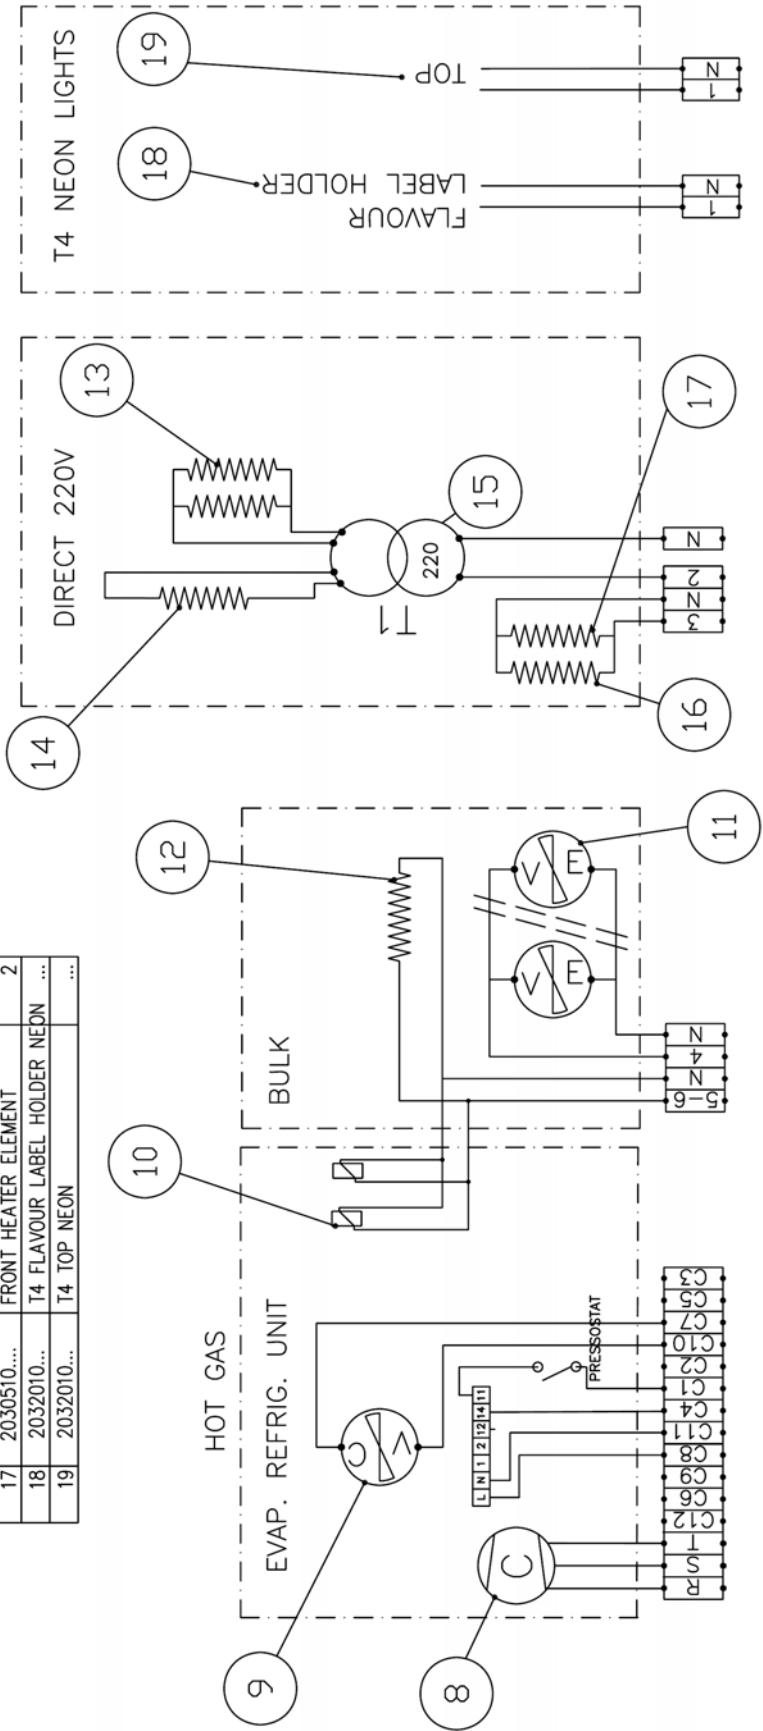 17 2030510... FRONT HEATER ELEMENT 2
18 2032010... T4 FLAVOUR LABEL HOLDER NEON ...
19 2032010... T4 TOP NEON ...
HOT GAS
EVAP. REFRIG. UNIT
8
9
10
C
C
V
L N 1 2 12 14 11
PRESSOSTAT
R S T C12 C6 C9 C8 C11 C4 C1 C2 C10 C7 C5 C3
BULK
12
11
V
E
V
E
5-6 N 4 N
DIRECT 220V
14
13
15
T1
220
16
17
3 N 2 N
T4 NEON LIGHTS
18
19
FLAVOUR
LABEL HOLDER
TOP
1 N
1 N